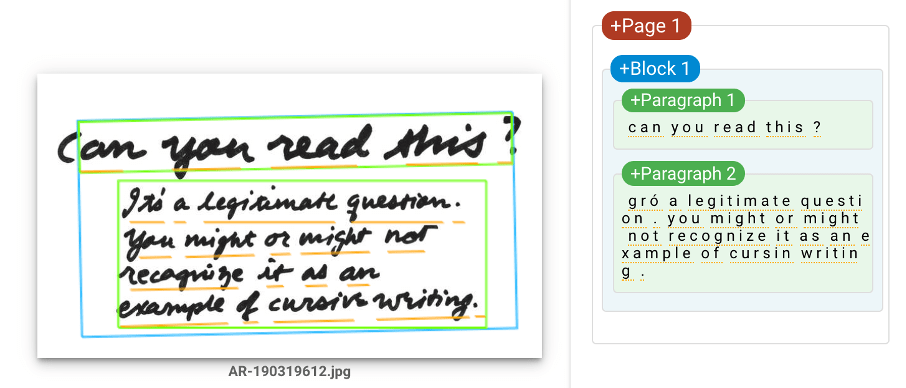 Can you read this?
It's a legitimate question.
You might or might not
recognize it as an
example of cursive writing.
AR-190319612.jpg
+Page 1
+Block 1
+Paragraph 1
can you read this ?
+Paragraph 2
gró a legitimate questi
on . you might or might
not recognize it as an e
xample of cursin writin
g .